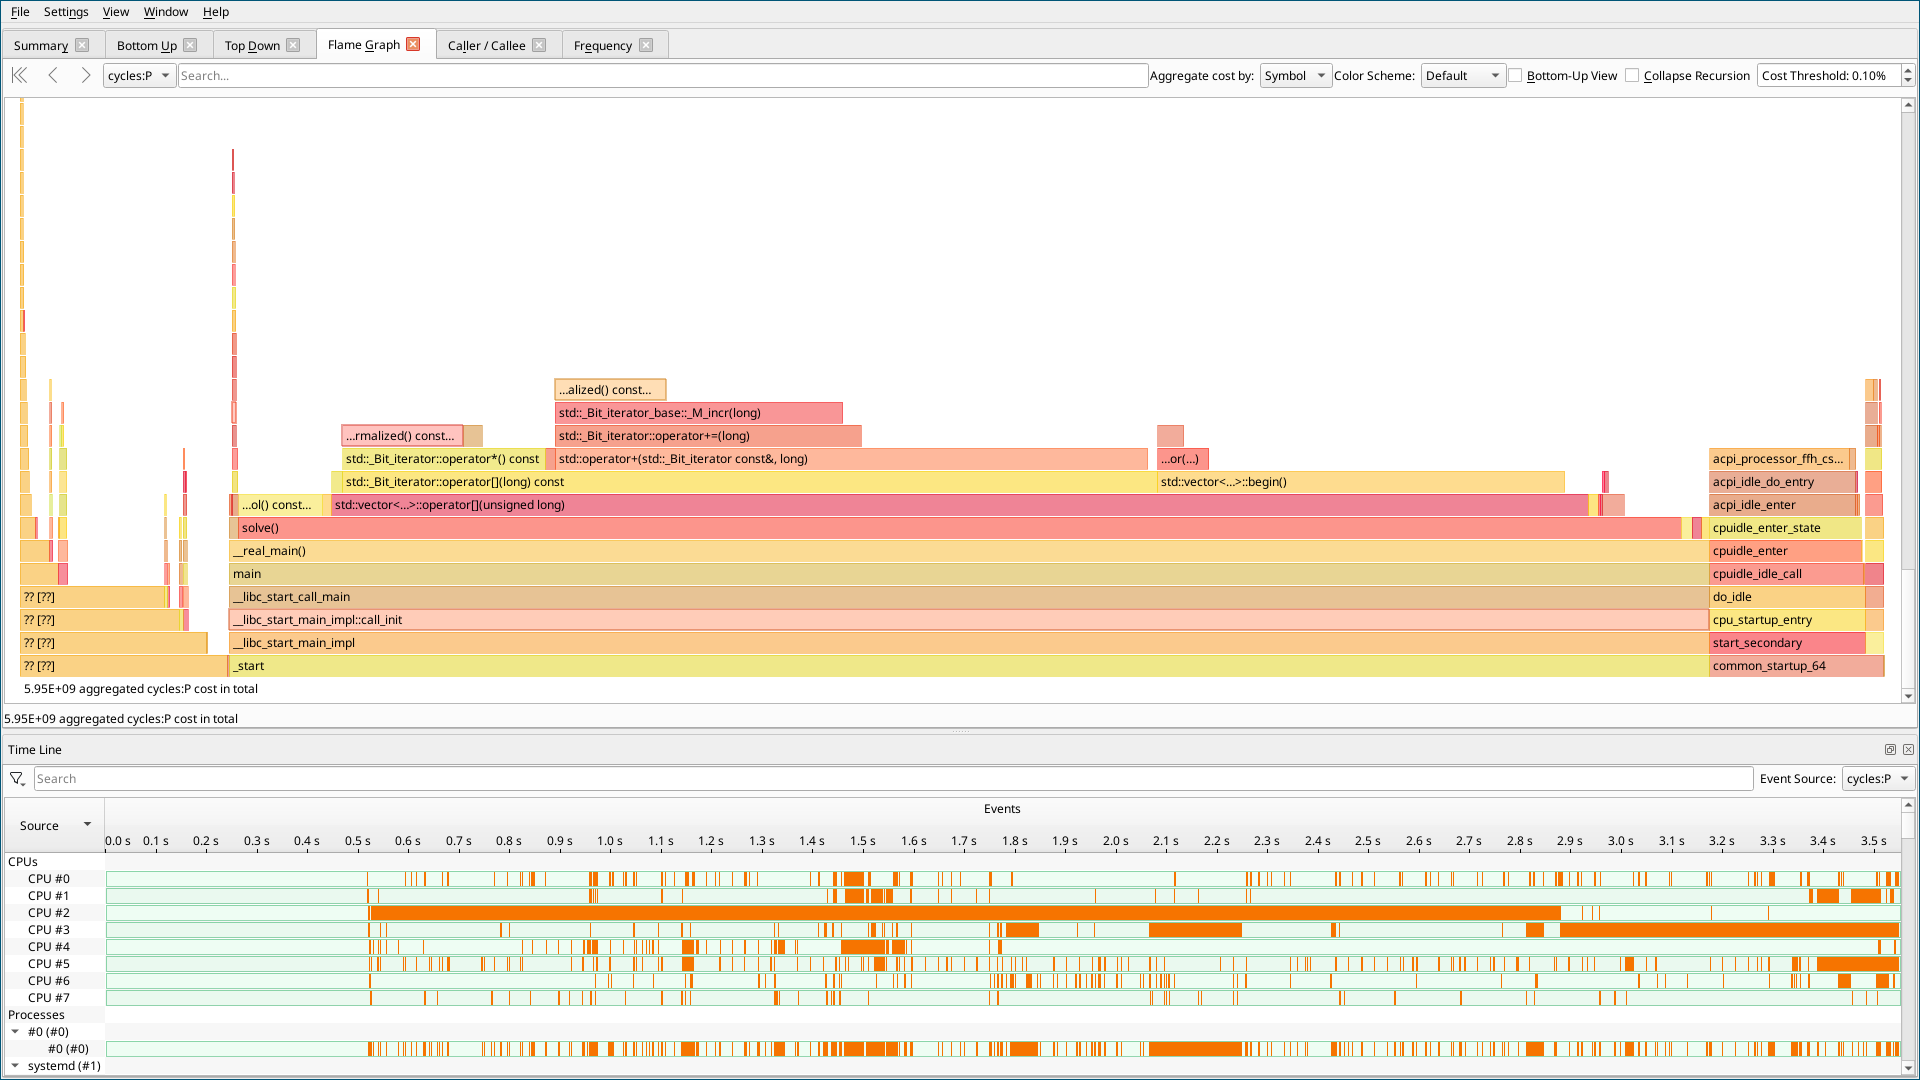 File Settings View Window Help
Summary Bottom Up Top Down Flame Graph Caller / Callee Frequency
cycles:P Search... Aggregate cost by: Symbol Color Scheme: Default Bottom-Up View Collapse Recursion Cost Threshold: 0.10%
...alized() const...
std::_Bit_iterator_base::_M_incr(long)
...rmalized() const... std::_Bit_iterator::operator+=(long)
std::_Bit_iterator::operator*() const std::operator+(std::_Bit_iterator const&, long) ...or(...) acpi_processor_ffh_cs...
std::_Bit_iterator::operator[](long) const std::vector<...>::begin() acpi_idle_do_entry
...ol() const... std::vector<...>::operator[](unsigned long) acpi_idle_enter
solve() cpuidle_enter_state
__real_main() cpuidle_enter
main cpuidle_idle_call
?? [??] __libc_start_call_main do_idle
?? [??] __libc_start_main_impl::call_init cpu_startup_entry
?? [??] __libc_start_main_impl start_secondary
?? [??] _start common_startup_64
5.95E+09 aggregated cycles:P cost in total
5.95E+09 aggregated cycles:P cost in total
Time Line
Search Event Source: cycles:P
Source Events
0.0 s 0.1 s 0.2 s 0.3 s 0.4 s 0.5 s 0.6 s 0.7 s 0.8 s 0.9 s 1.0 s 1.1 s 1.2 s 1.3 s 1.4 s 1.5 s 1.6 s 1.7 s 1.8 s 1.9 s 2.0 s 2.1 s 2.2 s 2.3 s 2.4 s 2.5 s 2.6 s 2.7 s 2.8 s 2.9 s 3.0 s 3.1 s 3.2 s 3.3 s 3.4 s 3.5 s
CPUs
CPU #0
CPU #1
CPU #2
CPU #3
CPU #4
CPU #5
CPU #6
CPU #7
Processes
#0 (#0)
#0 (#0)
systemd (#1)